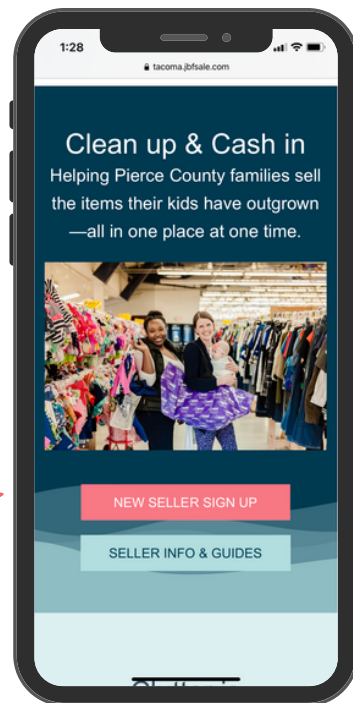 1:28
tacoma.jbfsale.com
Clean up & Cash in
Helping Pierce County families sell
the items their kids have outgrown
—all in one place at one time.
NEW SELLER SIGN UP
SELLER INFO & GUIDES